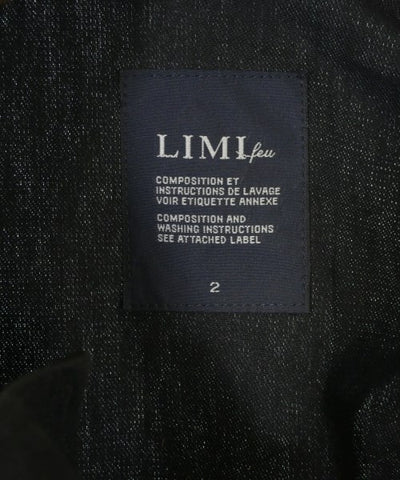 LIMI feu
COMPOSITION ET
INSTRUCTIONS DE LAVAGE
VOIR ETIQUETTE ANNEXE
COMPOSITION AND
WASHING INSTRUCTIONS
SEE ATTACHED LABEL
2